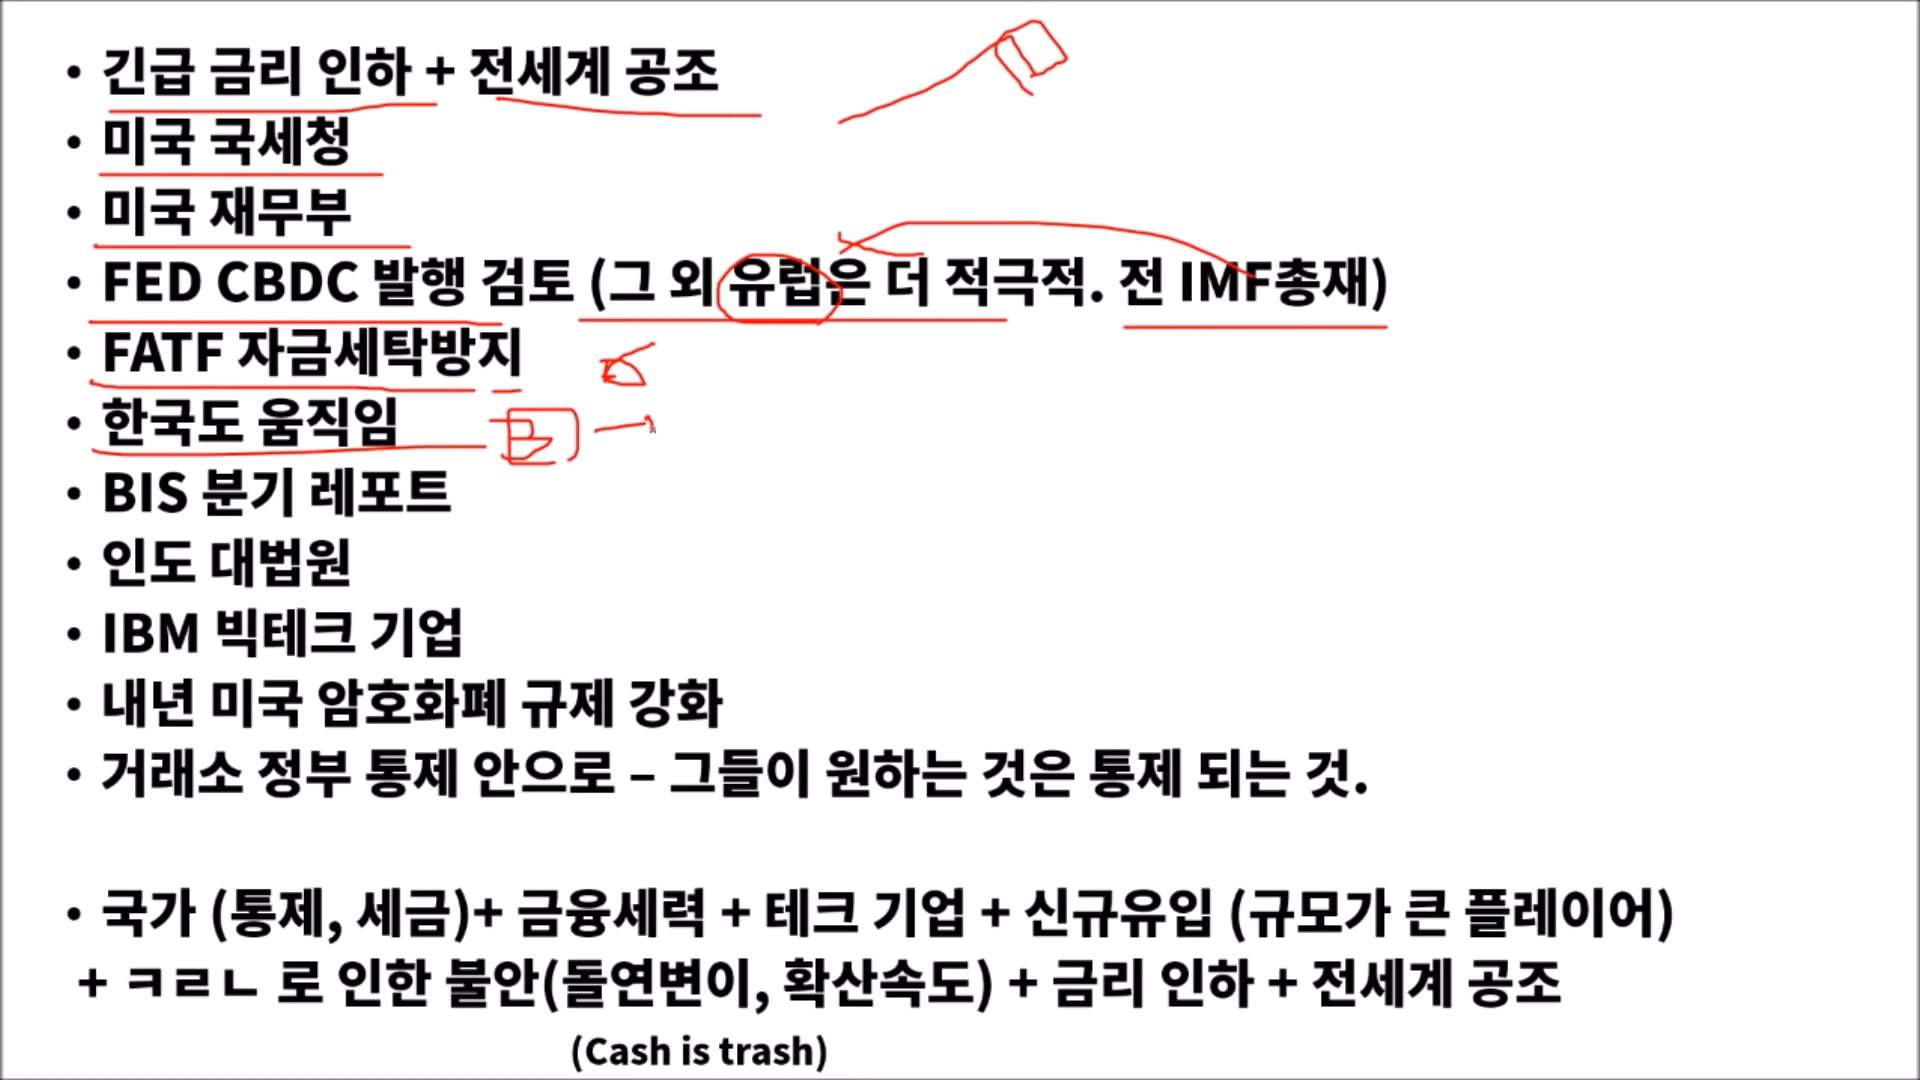 • 긴급 금리 인하 + 전세계 공조
• 미국 국세청
• 미국 재무부
• FED CBDC 발행 검토 (그 외 유럽은 더 적극적. 전 IMF총재)
• FATF 자금세탁방지
• 한국도 움직임
• BIS 분기 레포트
• 인도 대법원
• IBM 빅테크 기업
• 내년 미국 암호화폐 규제 강화
• 거래소 정부 통제 안으로 – 그들이 원하는 것은 통제 되는 것.
• 국가 (통제, 세금)+ 금융세력 + 테크 기업 + 신규유입 (규모가 큰 플레이어)
+ ㅋㄹㄴ 로 인한 불안(돌연변이, 확산속도) + 금리 인하 + 전세계 공조
(Cash is trash)